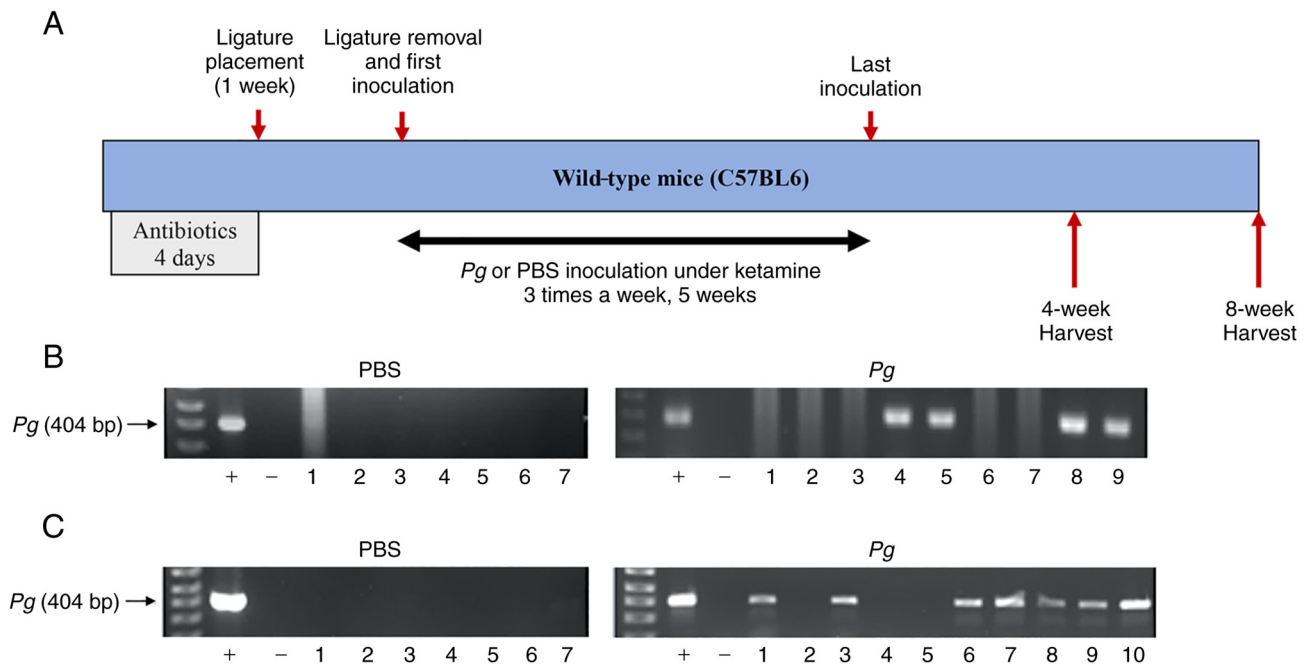 A
Ligature
placement
(1 week)
Ligature removal
and first
inoculation
Last
inoculation
Wild-type mice (C57BL6)
Antibiotics
4 days
Pg or PBS inoculation under ketamine
3 times a week, 5 weeks
4-week
Harvest
8-week
Harvest
B
PBS
Pg
Pg (404 bp)
+ − 1 2 3 4 5 6 7
+ − 1 2 3 4 5 6 7 8 9
C
PBS
Pg
Pg (404 bp)
+ − 1 2 3 4 5 6 7
+ − 1 2 3 4 5 6 7 8 9 10